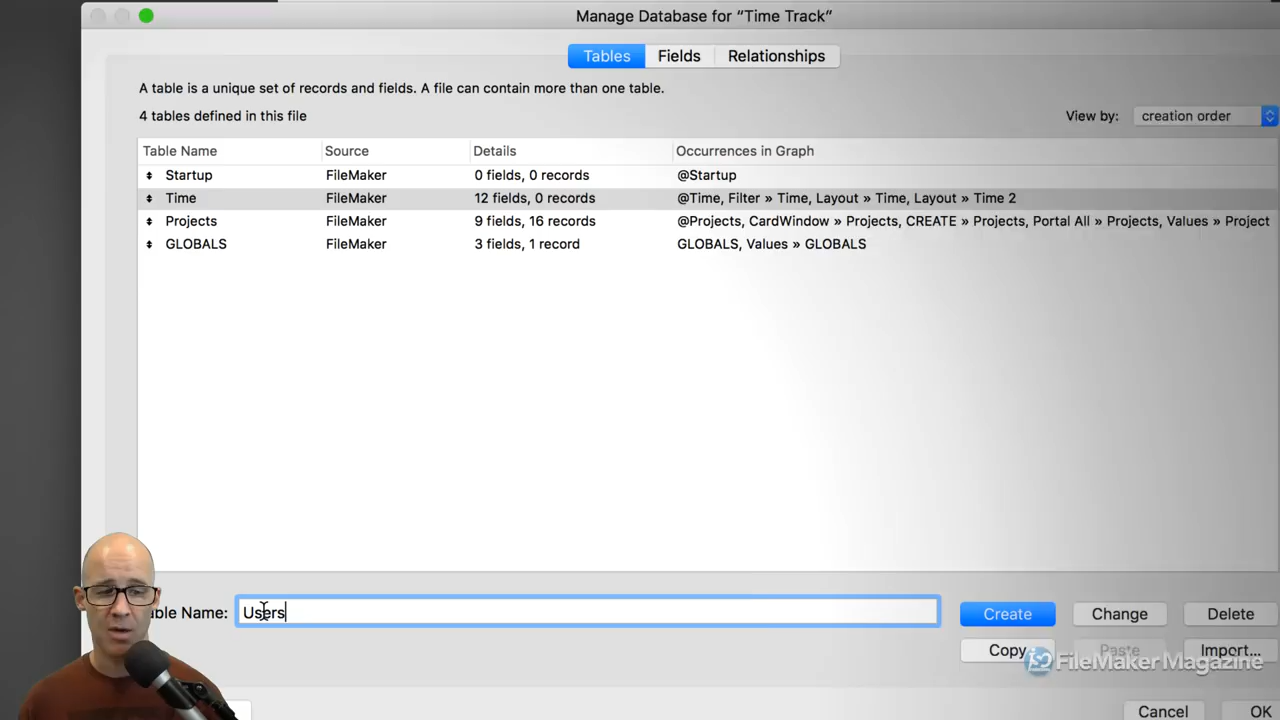 Manage Database for “Time Track”
Tables Fields Relationships
A table is a unique set of records and fields. A file can contain more than one table.
4 tables defined in this file
View by: creation order
Table Name Source Details Occurrences in Graph
Startup FileMaker 0 fields, 0 records @Startup
Time FileMaker 12 fields, 0 records @Time, Filter » Time, Layout » Time, Layout » Time 2
Projects FileMaker 9 fields, 16 records @Projects, CardWindow » Projects, CREATE » Projects, Portal All » Projects, Values » Project
GLOBALS FileMaker 3 fields, 1 record GLOBALS, Values » GLOBALS
able Name: Users Create Change Delete
Copy Paste Import...
FileMaker Magazine
Cancel OK